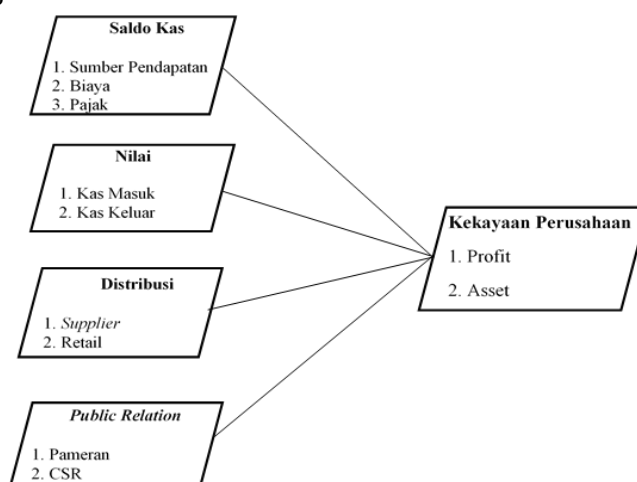 Saldo Kas
1. Sumber Pendapatan
2. Biaya
3. Pajak
Nilai
1. Kas Masuk
2. Kas Keluar
Distribusi
1. Supplier
2. Retail
Public Relation
1. Pameran
2. CSR
Kekayaan Perusahaan
1. Profit
2. Asset